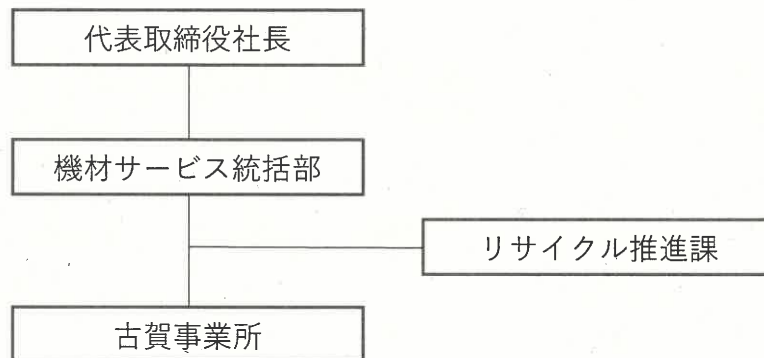 代表取締役社長
機材サービス統括部
リサイクル推進課
古賀事業所